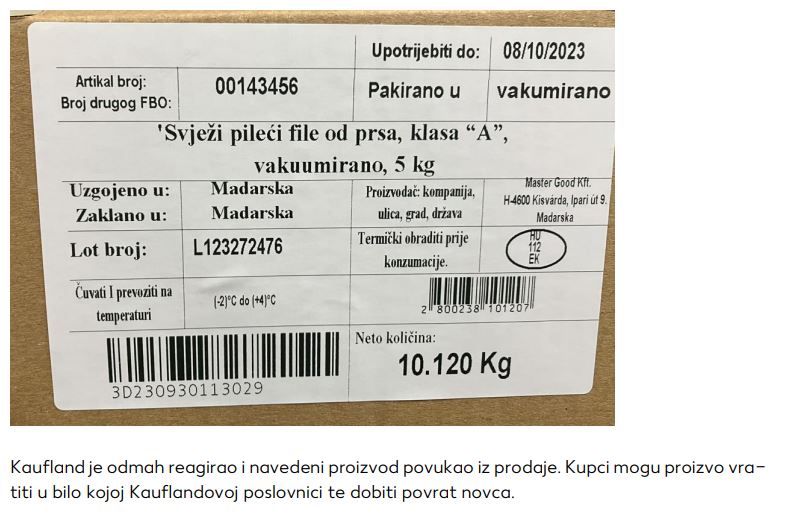 Upotrijebiti do: 08/10/2023
Artikal broj:
Broj drugog FBO:
00143456
Pakirano u
vakumirano
'Svježi pileći file od prsa, klasa “A”,
vakuumirano, 5 kg
Uzgojeno u: Mađarska
Zaklano u: Mađarska
Proizvođač: kompanija,
ulica, grad, država
Master Good Kft.
H-4600 Kisvárda, Ipari út 9.
Mađarska
Lot broj: L123272476
Termički obraditi prije
konzumacije.
HU
112
EK
Čuvati I prevoziti na
temperaturi
(-2)°C do (+4)°C
2 800238 101207
3D230930113029
Neto količina:
10.120 Kg
Kaufland je odmah reagirao i navedeni proizvod povukao iz prodaje. Kupci mogu proizvo vra–
titi u bilo kojoj Kauflandovoj poslovnici te dobiti povrat novca.